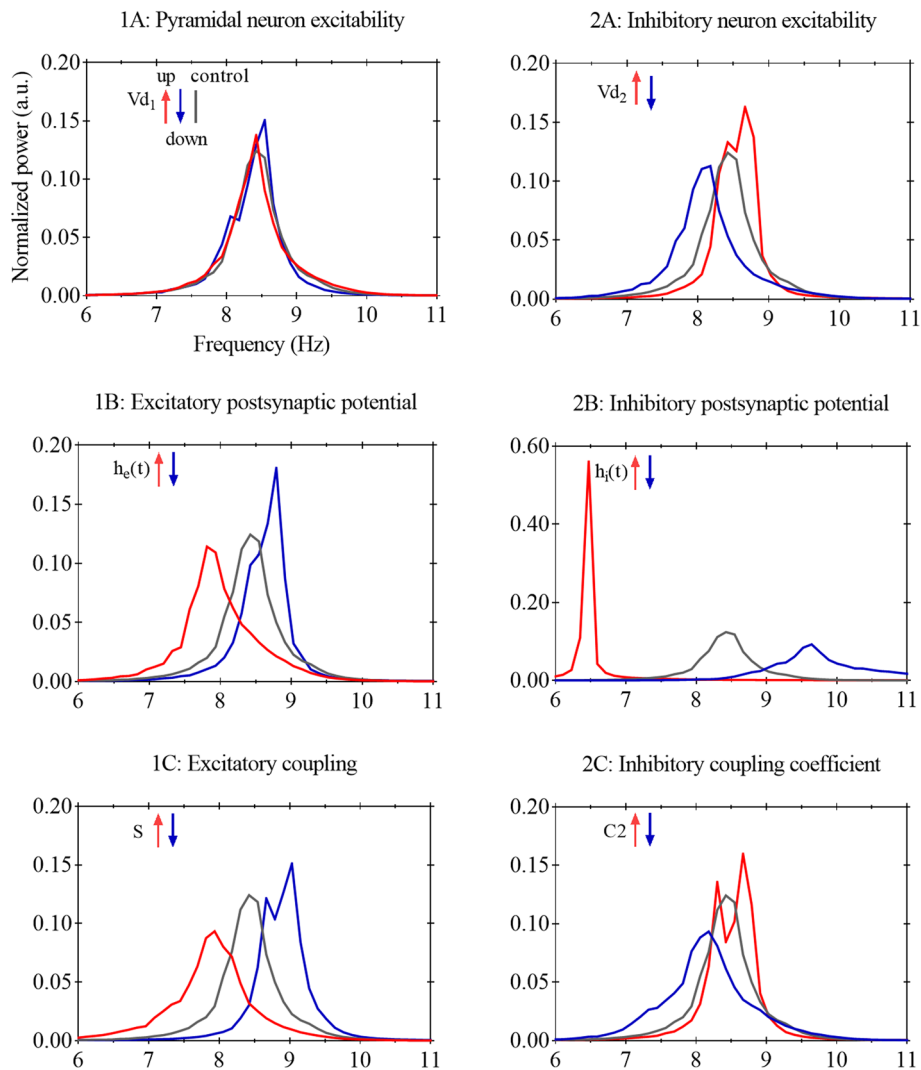 1A: Pyramidal neuron excitability
0.20
0.15
0.10
0.05
0.00
Normalized power (a.u.)
up control
Vd1
down
6 7 8 9 10 11
Frequency (Hz)
2A: Inhibitory neuron excitability
0.20
0.15
0.10
0.05
0.00
Vd2
6 7 8 9 10 11
1B: Excitatory postsynaptic potential
0.20
0.15
0.10
0.05
0.00
he(t)
6 7 8 9 10 11
2B: Inhibitory postsynaptic potential
0.60
0.40
0.20
0.00
hi(t)
6 7 8 9 10 11
1C: Excitatory coupling
0.20
0.15
0.10
0.05
0.00
S
6 7 8 9 10 11
2C: Inhibitory coupling coefficient
0.20
0.15
0.10
0.05
0.00
C2
6 7 8 9 10 11